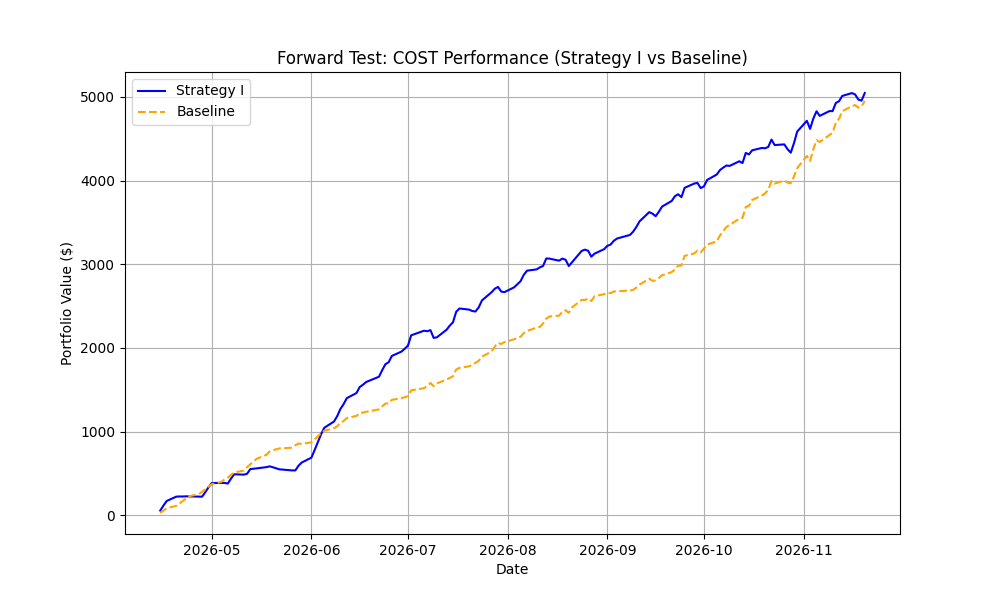 Forward Test: COST Performance (Strategy I vs Baseline)
Strategy I
Baseline
Portfolio Value ($)
5000
4000
3000
2000
1000
0
2026-05 2026-06 2026-07 2026-08 2026-09 2026-10 2026-11
Date